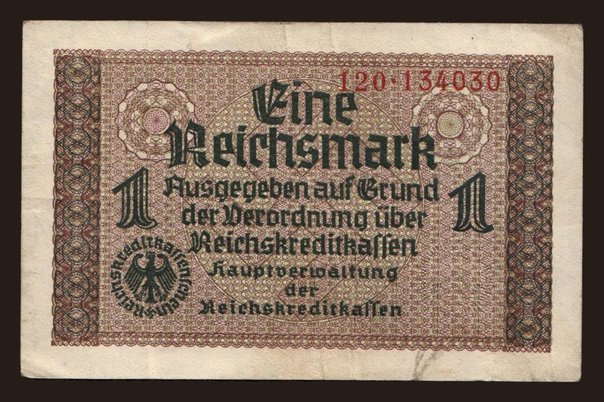 120·134030
Eine
Reichsmark
1 Ausgegeben auf Grund 1
der Verordnung über
Reichskreditkassen
Hauptverwaltung
der
Reichskreditkassen